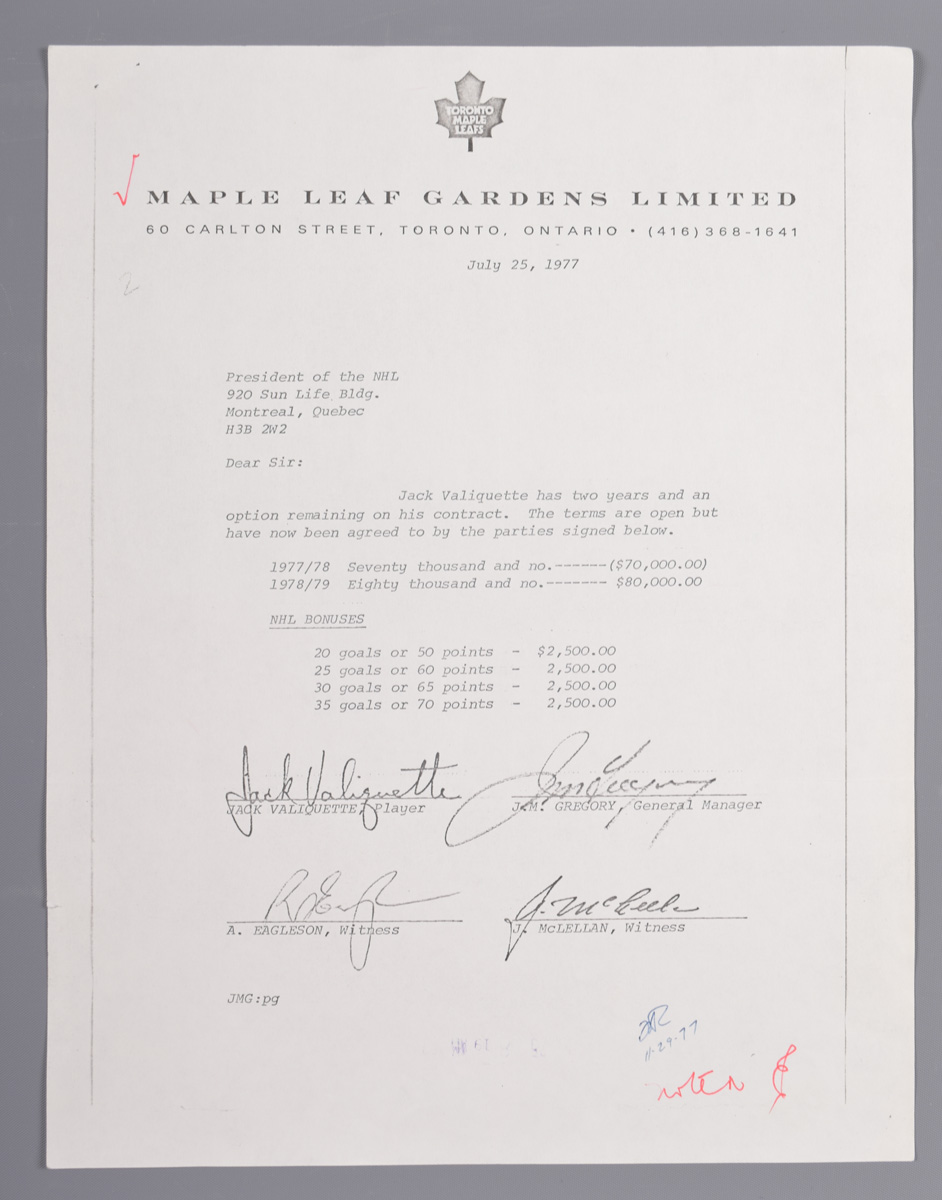 TORONTO
MAPLE
LEAFS
MAPLE LEAF GARDENS LIMITED
60 CARLTON STREET, TORONTO, ONTARIO • (416) 368-1641
July 25, 1977
2
President of the NHL
920 Sun Life Bldg.
Montreal, Quebec
H3B 2W2
Dear Sir:
Jack Valiquette has two years and an
option remaining on his contract. The terms are open but
have now been agreed to by the parties signed below.
1977/78 Seventy thousand and no.------($70,000.00)
1978/79 Eighty thousand and no.------- $80,000.00
NHL BONUSES
20 goals or 50 points - $2,500.00
25 goals or 60 points - 2,500.00
30 goals or 65 points - 2,500.00
35 goals or 70 points - 2,500.00
Jack Valiquette
JACK VALIQUETTE, Player
J.M. GREGORY, General Manager
A. EAGLESON, Witness
J. McLellan
J. McLELLAN, Witness
JMG:pg
11-29-77
noted